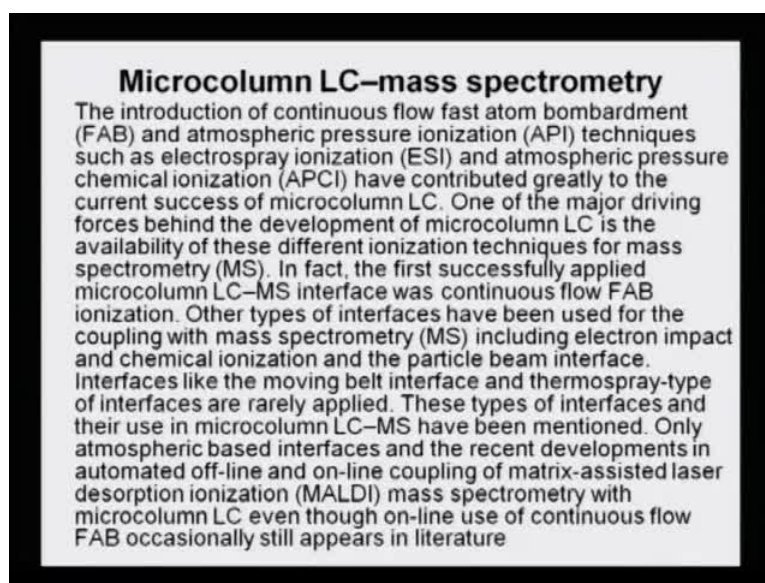 Microcolumn LC–mass spectrometry
The introduction of continuous flow fast atom bombardment
(FAB) and atmospheric pressure ionization (API) techniques
such as electrospray ionization (ESI) and atmospheric pressure
chemical ionization (APCI) have contributed greatly to the
current success of microcolumn LC. One of the major driving
forces behind the development of microcolumn LC is the
availability of these different ionization techniques for mass
spectrometry (MS). In fact, the first successfully applied
microcolumn LC–MS interface was continuous flow FAB
ionization. Other types of interfaces have been used for the
coupling with mass spectrometry (MS) including electron impact
and chemical ionization and the particle beam interface.
Interfaces like the moving belt interface and thermospray-type
of interfaces are rarely applied. These types of interfaces and
their use in microcolumn LC–MS have been mentioned. Only
atmospheric based interfaces and the recent developments in
automated off-line and on-line coupling of matrix-assisted laser
desorption ionization (MALDI) mass spectrometry with
microcolumn LC even though on-line use of continuous flow
FAB occasionally still appears in literature